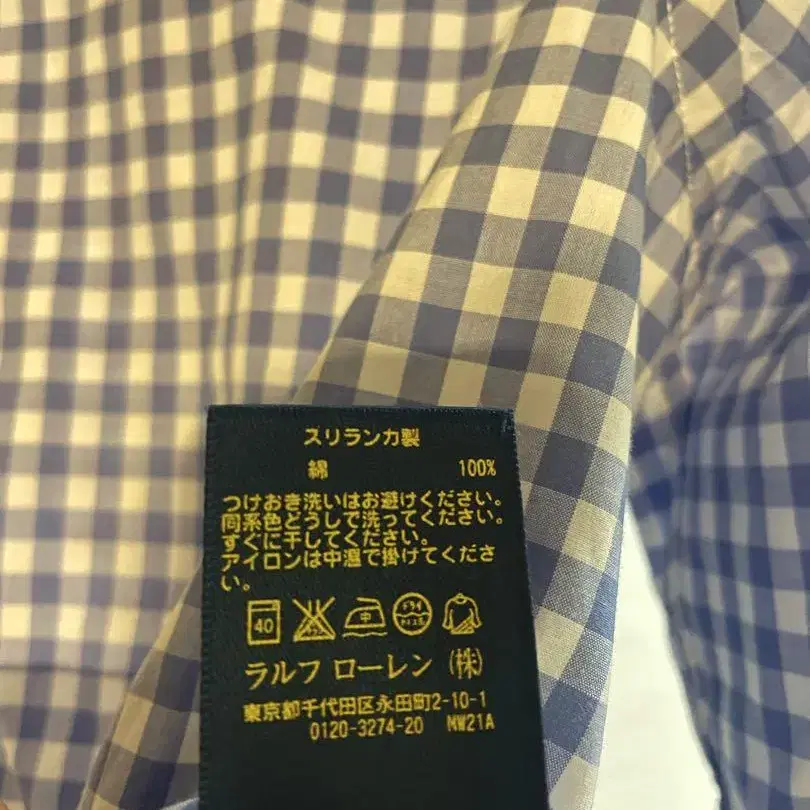 スリランカ製
綿 100%
つけおき洗いはお避けください。
同系色どうしで洗ってください。
すぐに干してください。
アイロンは中温で掛けてくださ
い。
40 中 ドライ
ラルフ ローレン (株)
東京都千代田区永田町2-10-1
0120-3274-20 MW21A